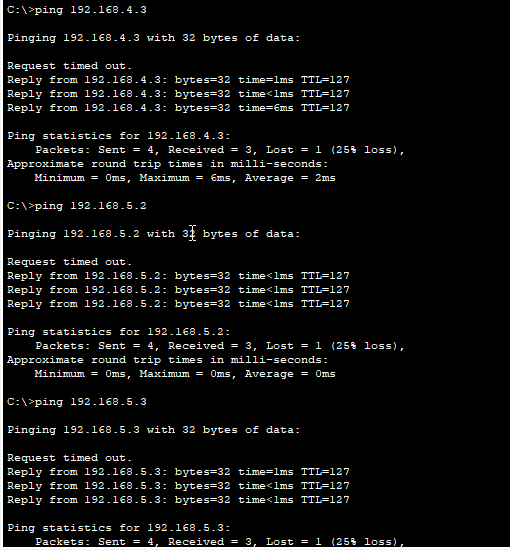 C:\>ping 192.168.4.3
Pinging 192.168.4.3 with 32 bytes of data:
Request timed out.
Reply from 192.168.4.3: bytes=32 time=1ms TTL=127
Reply from 192.168.4.3: bytes=32 time<1ms TTL=127
Reply from 192.168.4.3: bytes=32 time=6ms TTL=127
Ping statistics for 192.168.4.3:
Packets: Sent = 4, Received = 3, Lost = 1 (25% loss),
Approximate round trip times in milli-seconds:
Minimum = 0ms, Maximum = 6ms, Average = 2ms
C:\>ping 192.168.5.2
Pinging 192.168.5.2 with 32 bytes of data:
Request timed out.
Reply from 192.168.5.2: bytes=32 time<1ms TTL=127
Reply from 192.168.5.2: bytes=32 time<1ms TTL=127
Reply from 192.168.5.2: bytes=32 time<1ms TTL=127
Ping statistics for 192.168.5.2:
Packets: Sent = 4, Received = 3, Lost = 1 (25% loss),
Approximate round trip times in milli-seconds:
Minimum = 0ms, Maximum = 0ms, Average = 0ms
C:\>ping 192.168.5.3
Pinging 192.168.5.3 with 32 bytes of data:
Request timed out.
Reply from 192.168.5.3: bytes=32 time=1ms TTL=127
Reply from 192.168.5.3: bytes=32 time<1ms TTL=127
Reply from 192.168.5.3: bytes=32 time<1ms TTL=127
Ping statistics for 192.168.5.3:
Packets: Sent = 4, Received = 3, Lost = 1 (25% loss),